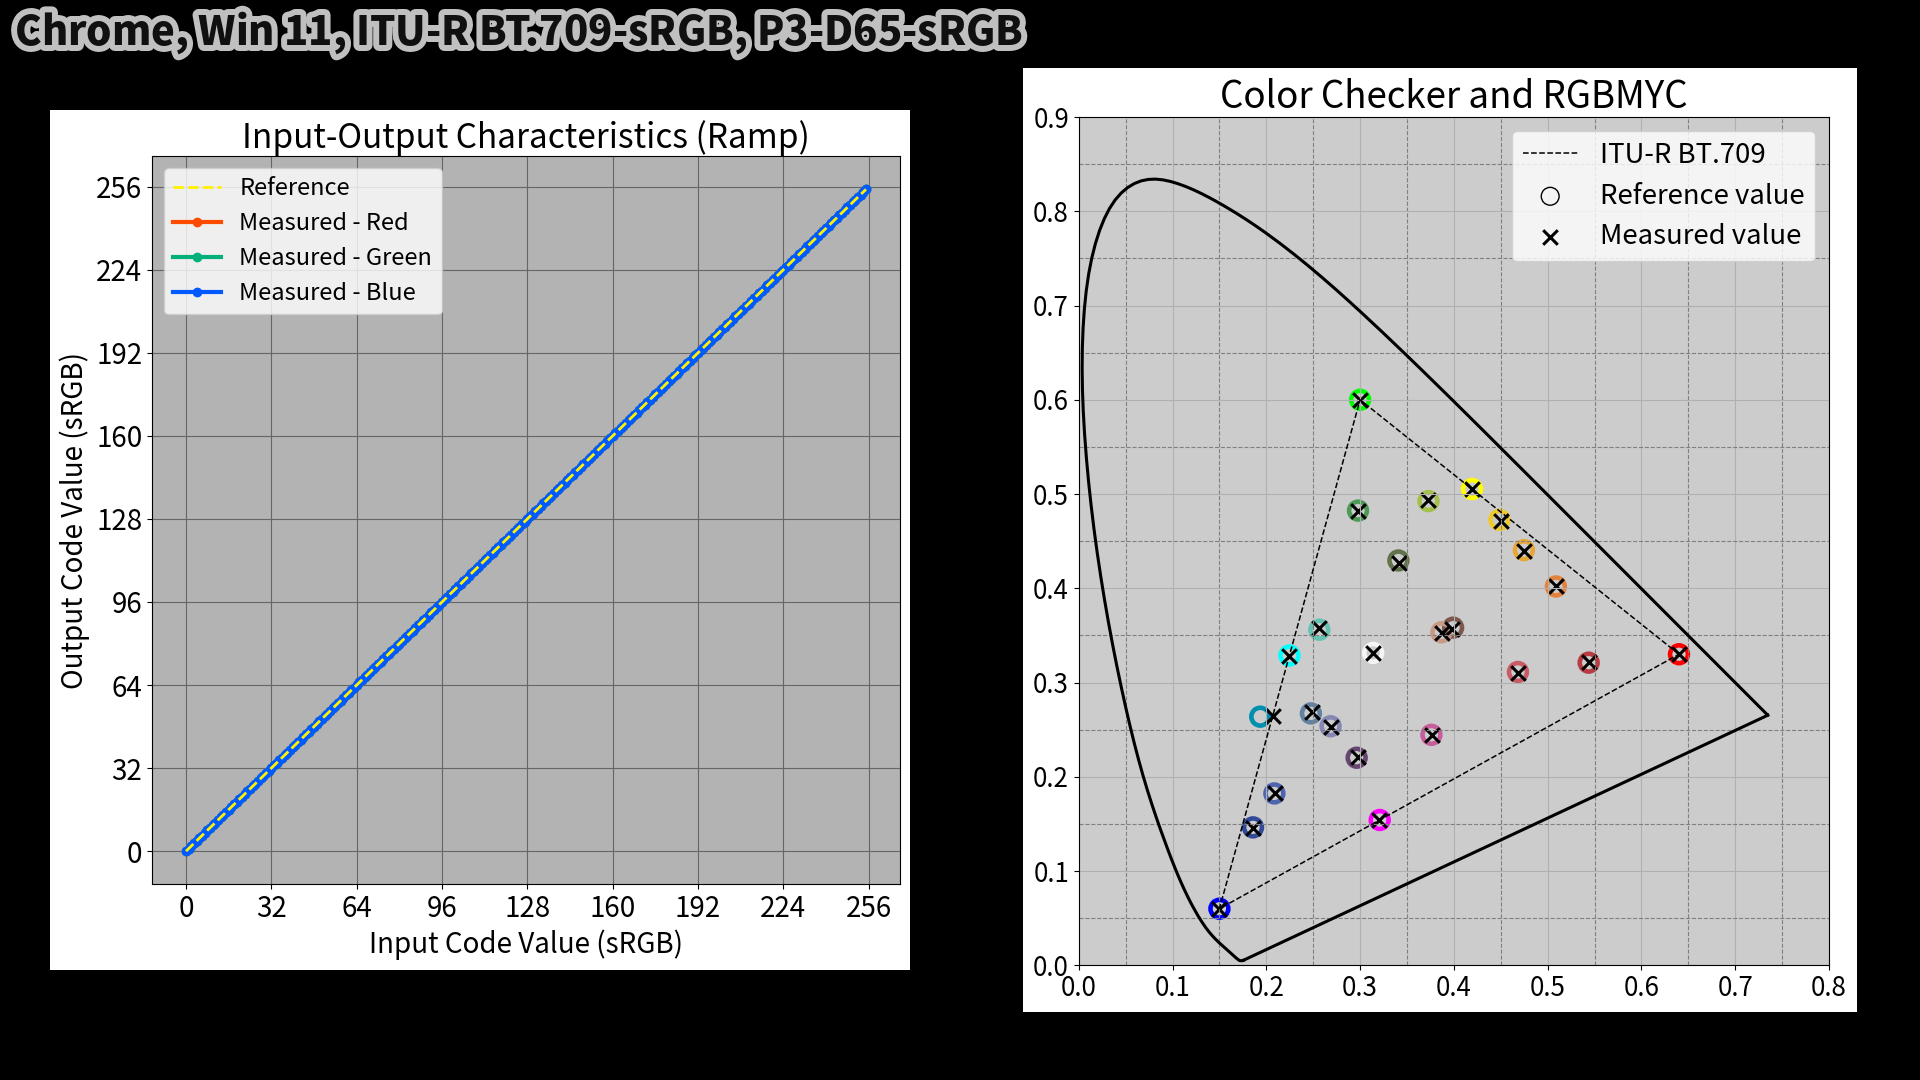 Chrome, Win 11, ITU-R BT.709-sRGB, P3-D65-sRGB
Input-Output Characteristics (Ramp)
Reference
Measured - Red
Measured - Green
Measured - Blue
Output Code Value (sRGB)
256
224
192
160
128
96
64
32
0
0 32 64 96 128 160 192 224 256
Input Code Value (sRGB)
Color Checker and RGBMYC
ITU-R BT.709
Reference value
Measured value
0.9
0.8
0.7
0.6
0.5
0.4
0.3
0.2
0.1
0.0
0.0 0.1 0.2 0.3 0.4 0.5 0.6 0.7 0.8